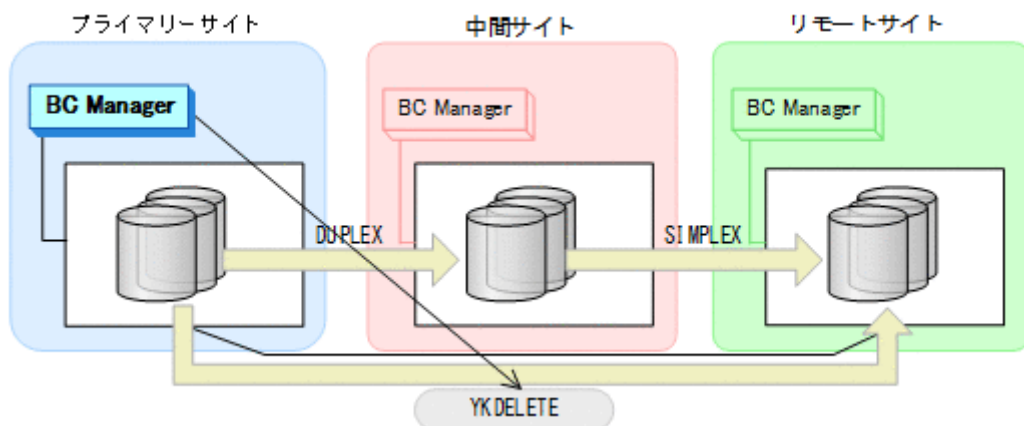 プライマリーサイト
中間サイト
リモートサイト
BC Manager
BC Manager
BC Manager
DUPLEX
SIMPLEX
YKDELETE